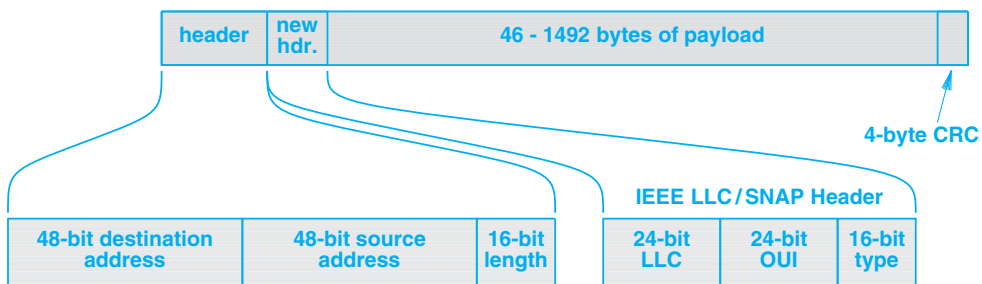 header
new
hdr.
46 - 1492 bytes of payload
4-byte CRC
IEEE LLC/SNAP Header
48-bit destination
address
48-bit source
address
16-bit
length
24-bit
LLC
24-bit
OUI
16-bit
type